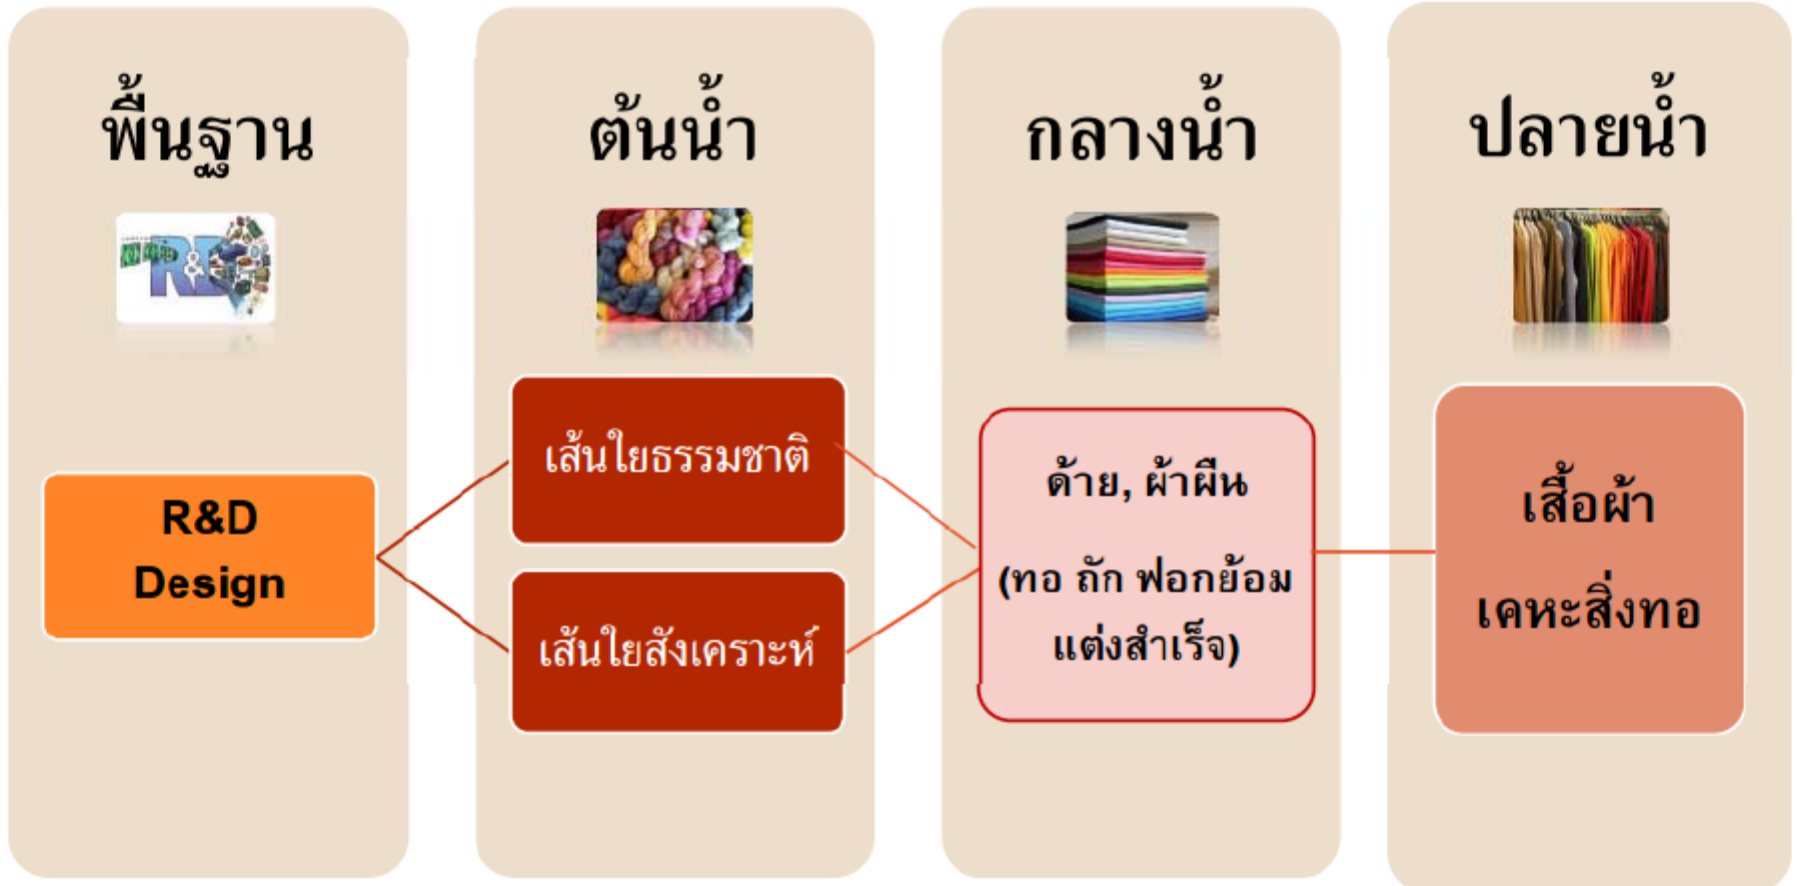 พื้นฐาน
R&D
R&D
Design
ต้นน้ำ
เส้นใยธรรมชาติ
เส้นใยสังเคราะห์
กลางน้ำ
ด้าย, ผ้าผืน
(ทอ ถัก ฟอกย้อม
แต่งสำเร็จ)
ปลายน้ำ
เสื้อผ้า
เคหะสิ่งทอ